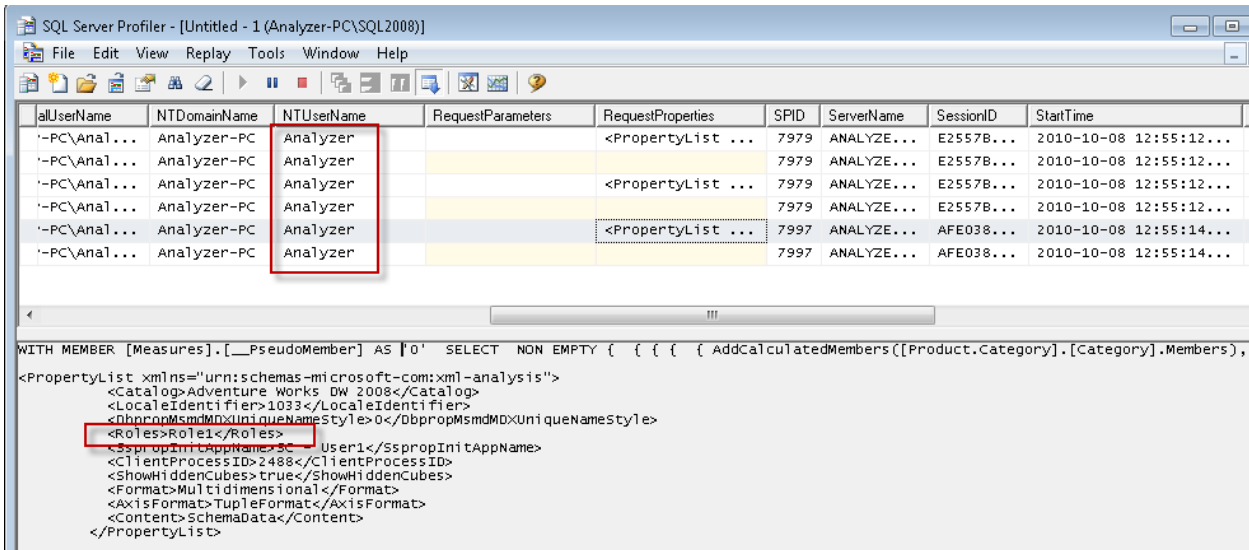 SQL Server Profiler - [Untitled - 1 (Analyzer-PC\SQL2008)]
File Edit View Replay Tools Window Help
alUserName NTDomainName NTUserName RequestParameters RequestProperties SPID ServerName SessionID StartTime
-PC\Anal... Analyzer-PC Analyzer <PropertyList ... 7979 ANALYZE... E2557B... 2010-10-08 12:55:12...
-PC\Anal... Analyzer-PC Analyzer 7979 ANALYZE... E2557B... 2010-10-08 12:55:12...
-PC\Anal... Analyzer-PC Analyzer <PropertyList ... 7979 ANALYZE... E2557B... 2010-10-08 12:55:12...
-PC\Anal... Analyzer-PC Analyzer 7979 ANALYZE... E2557B... 2010-10-08 12:55:12...
-PC\Anal... Analyzer-PC Analyzer <PropertyList ... 7997 ANALYZE... AFE038... 2010-10-08 12:55:14...
-PC\Anal... Analyzer-PC Analyzer 7997 ANALYZE... AFE038... 2010-10-08 12:55:14...
WITH MEMBER [Measures].[__PseudoMember] AS '0' SELECT NON EMPTY { { { { { AddCalculatedMembers([Product.Category].[Category].Members),
<PropertyList xmlns="urn:schemas-microsoft-com:xml-analysis">
<Catalog>Adventure Works DW 2008</Catalog>
<LocaleIdentifier>1033</LocaleIdentifier>
<DbpropMsmdMDXUniqueNameStyle>0</DbpropMsmdMDXUniqueNameStyle>
<Roles>Role1</Roles>
<SspropInitAppName>SC - User1</SspropInitAppName>
<ClientProcessID>2488</ClientProcessID>
<ShowHiddenCubes>true</ShowHiddenCubes>
<Format>Multidimensional</Format>
<AxisFormat>TupleFormat</AxisFormat>
<Content>SchemaData</Content>
</PropertyList>